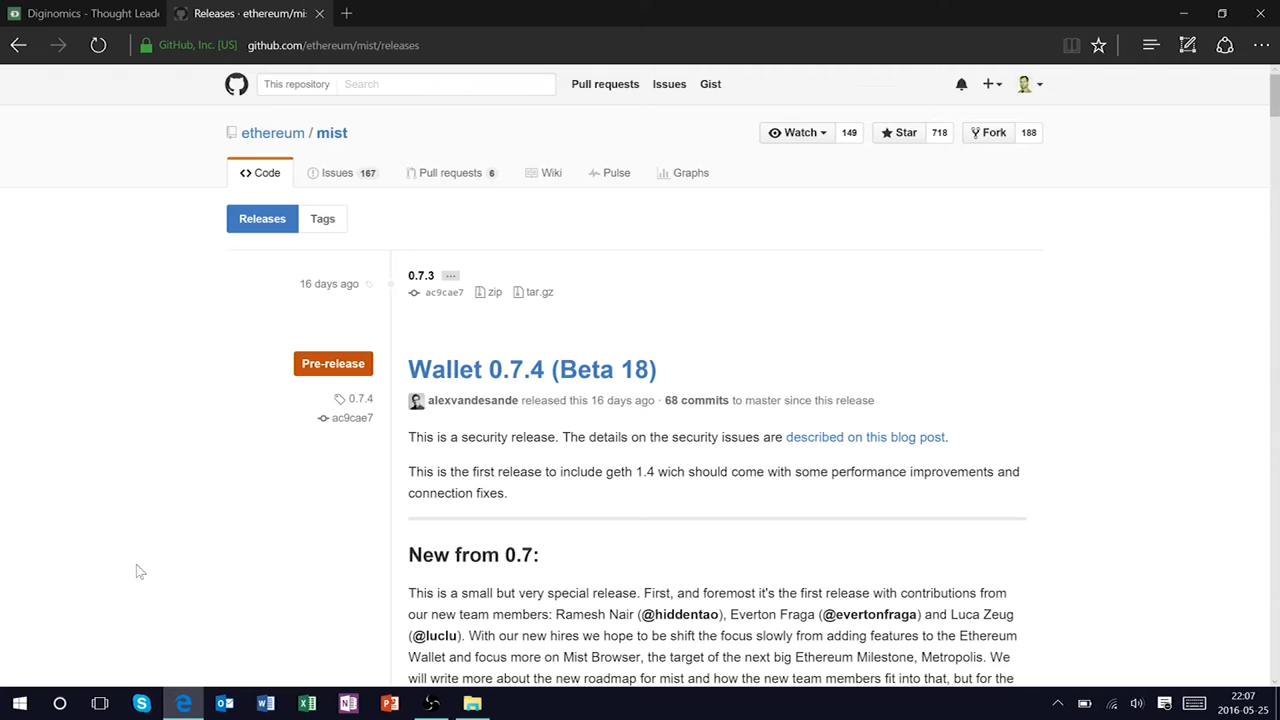 Diginomics - Thought Lead
Releases · ethereum/mis
GitHub, Inc. [US] github.com/ethereum/mist/releases
This repository Search Pull requests Issues Gist
ethereum / mist
Watch 149 Star 718 Fork 188
Code Issues 167 Pull requests 6 Wiki Pulse Graphs
Releases Tags
16 days ago
0.7.3 ...
ac9cae7 zip tar.gz
Pre-release
0.7.4
ac9cae7
Wallet 0.7.4 (Beta 18)
alexvandesande released this 16 days ago · 68 commits to master since this release
This is a security release. The details on the security issues are described on this blog post.
This is the first release to include geth 1.4 wich should come with some performance improvements and
connection fixes.
New from 0.7:
This is a small but very special release. First, and foremost it's the first release with contributions from
our new team members: Ramesh Nair (@hiddentao), Everton Fraga (@evertonfraga) and Luca Zeug
(@luclu). With our new hires we hope to be shift the focus slowly from adding features to the Ethereum
Wallet and focus more on Mist Browser, the target of the next big Ethereum Milestone, Metropolis. We
will write more about the new roadmap for mist and how the new team members fit into that, but for the
22:07
2016-05-25